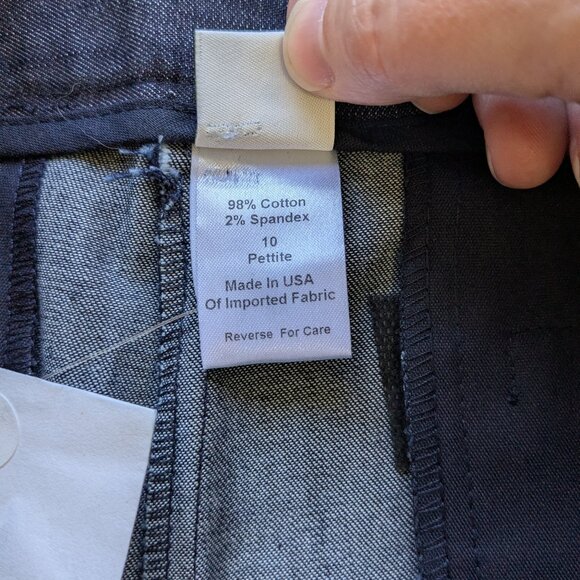 98% Cotton
2% Spandex
10
Pettite
Made In USA
Of Imported Fabric
Reverse For Care